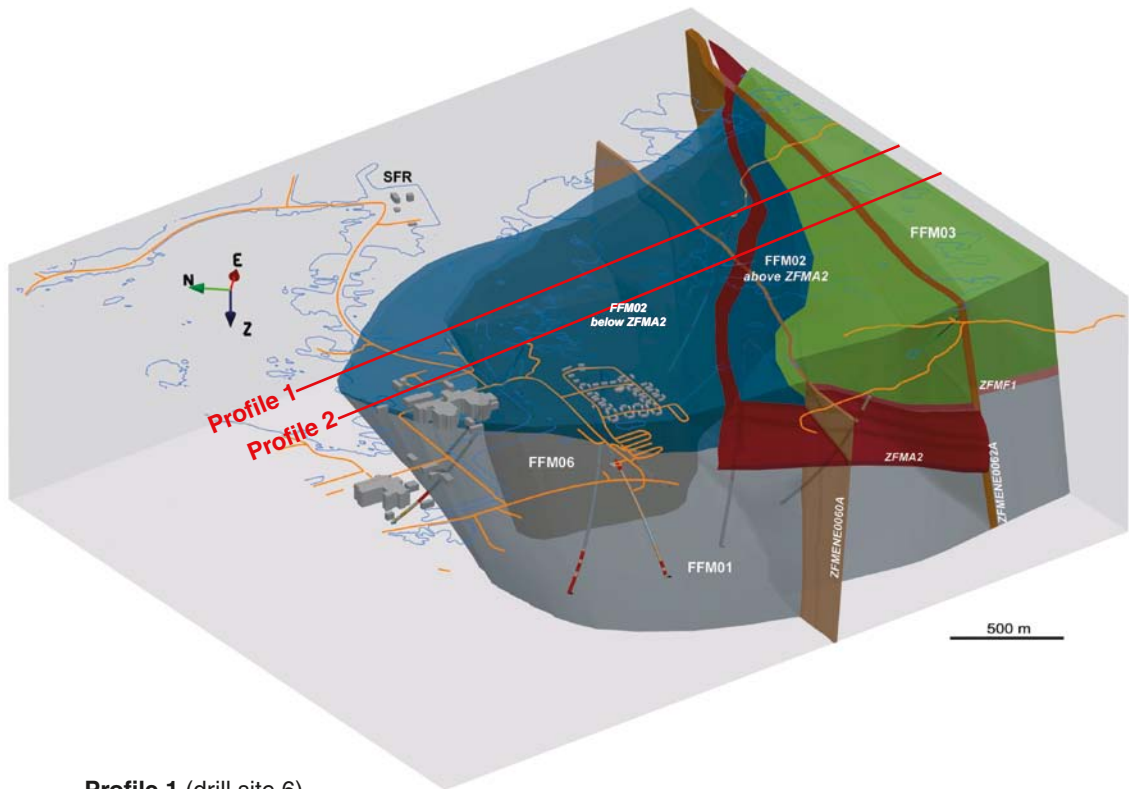 SFR
E
N
Z
FFM03
FFM02
above ZFMA2
FFM02
below ZFMA2
Profile 1
Profile 2
ZFMF1
ZFMA2
FFM06
ZFMENE0062A
ZFMENE0060A
FFM01
500 m
Profile 1 (drill site 6)